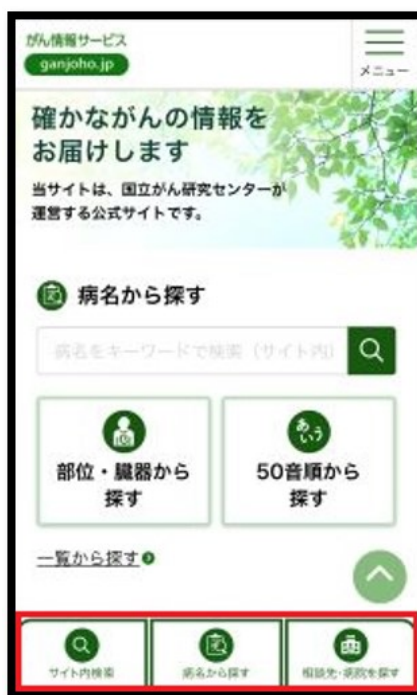 がん情報サービス
ganjoho.jp
メニュー
確かながんの情報を
お届けします
当サイトは、国立がん研究センターが
運営する公式サイトです。
病名から探す
病名をキーワードで検索（サイト内）
部位・臓器から
探す
あ
いう
50音順から
探す
一覧から探す
サイト内検索
病名から探す
相談先・病院を探す